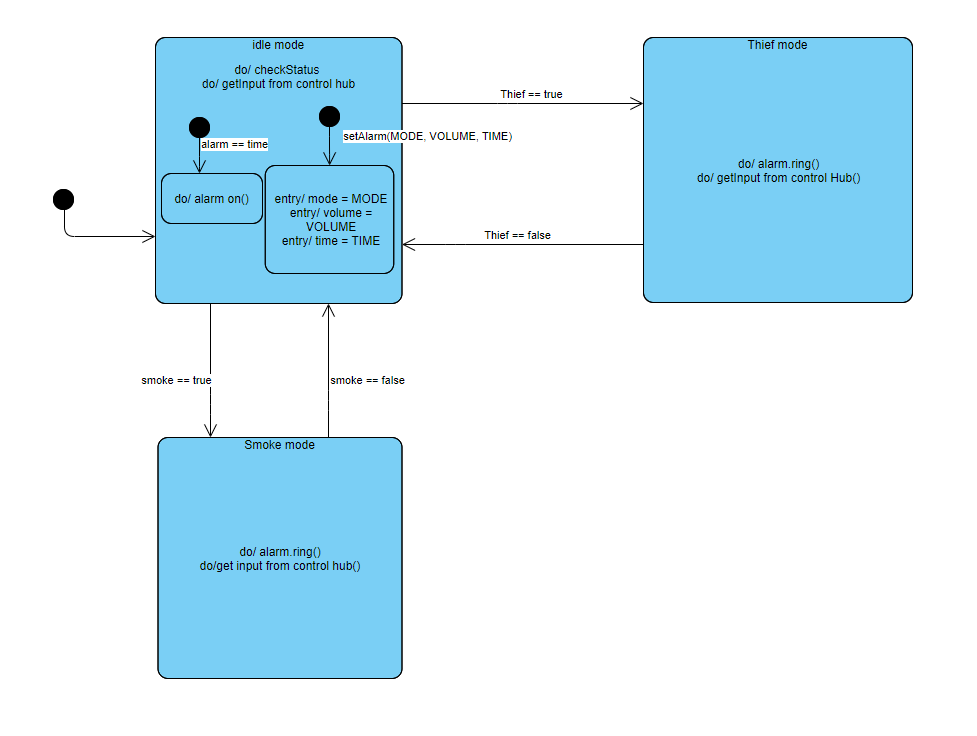 idle mode
do/ checkStatus
do/ getInput from control hub
alarm == time
setAlarm(MODE, VOLUME, TIME)
do/ alarm on()
entry/ mode = MODE
entry/ volume =
VOLUME
entry/ time = TIME
Thief == true
Thief == false
Thief mode
do/ alarm.ring()
do/ getInput from control Hub()
smoke == true
smoke == false
Smoke mode
do/ alarm.ring()
do/get input from control hub()